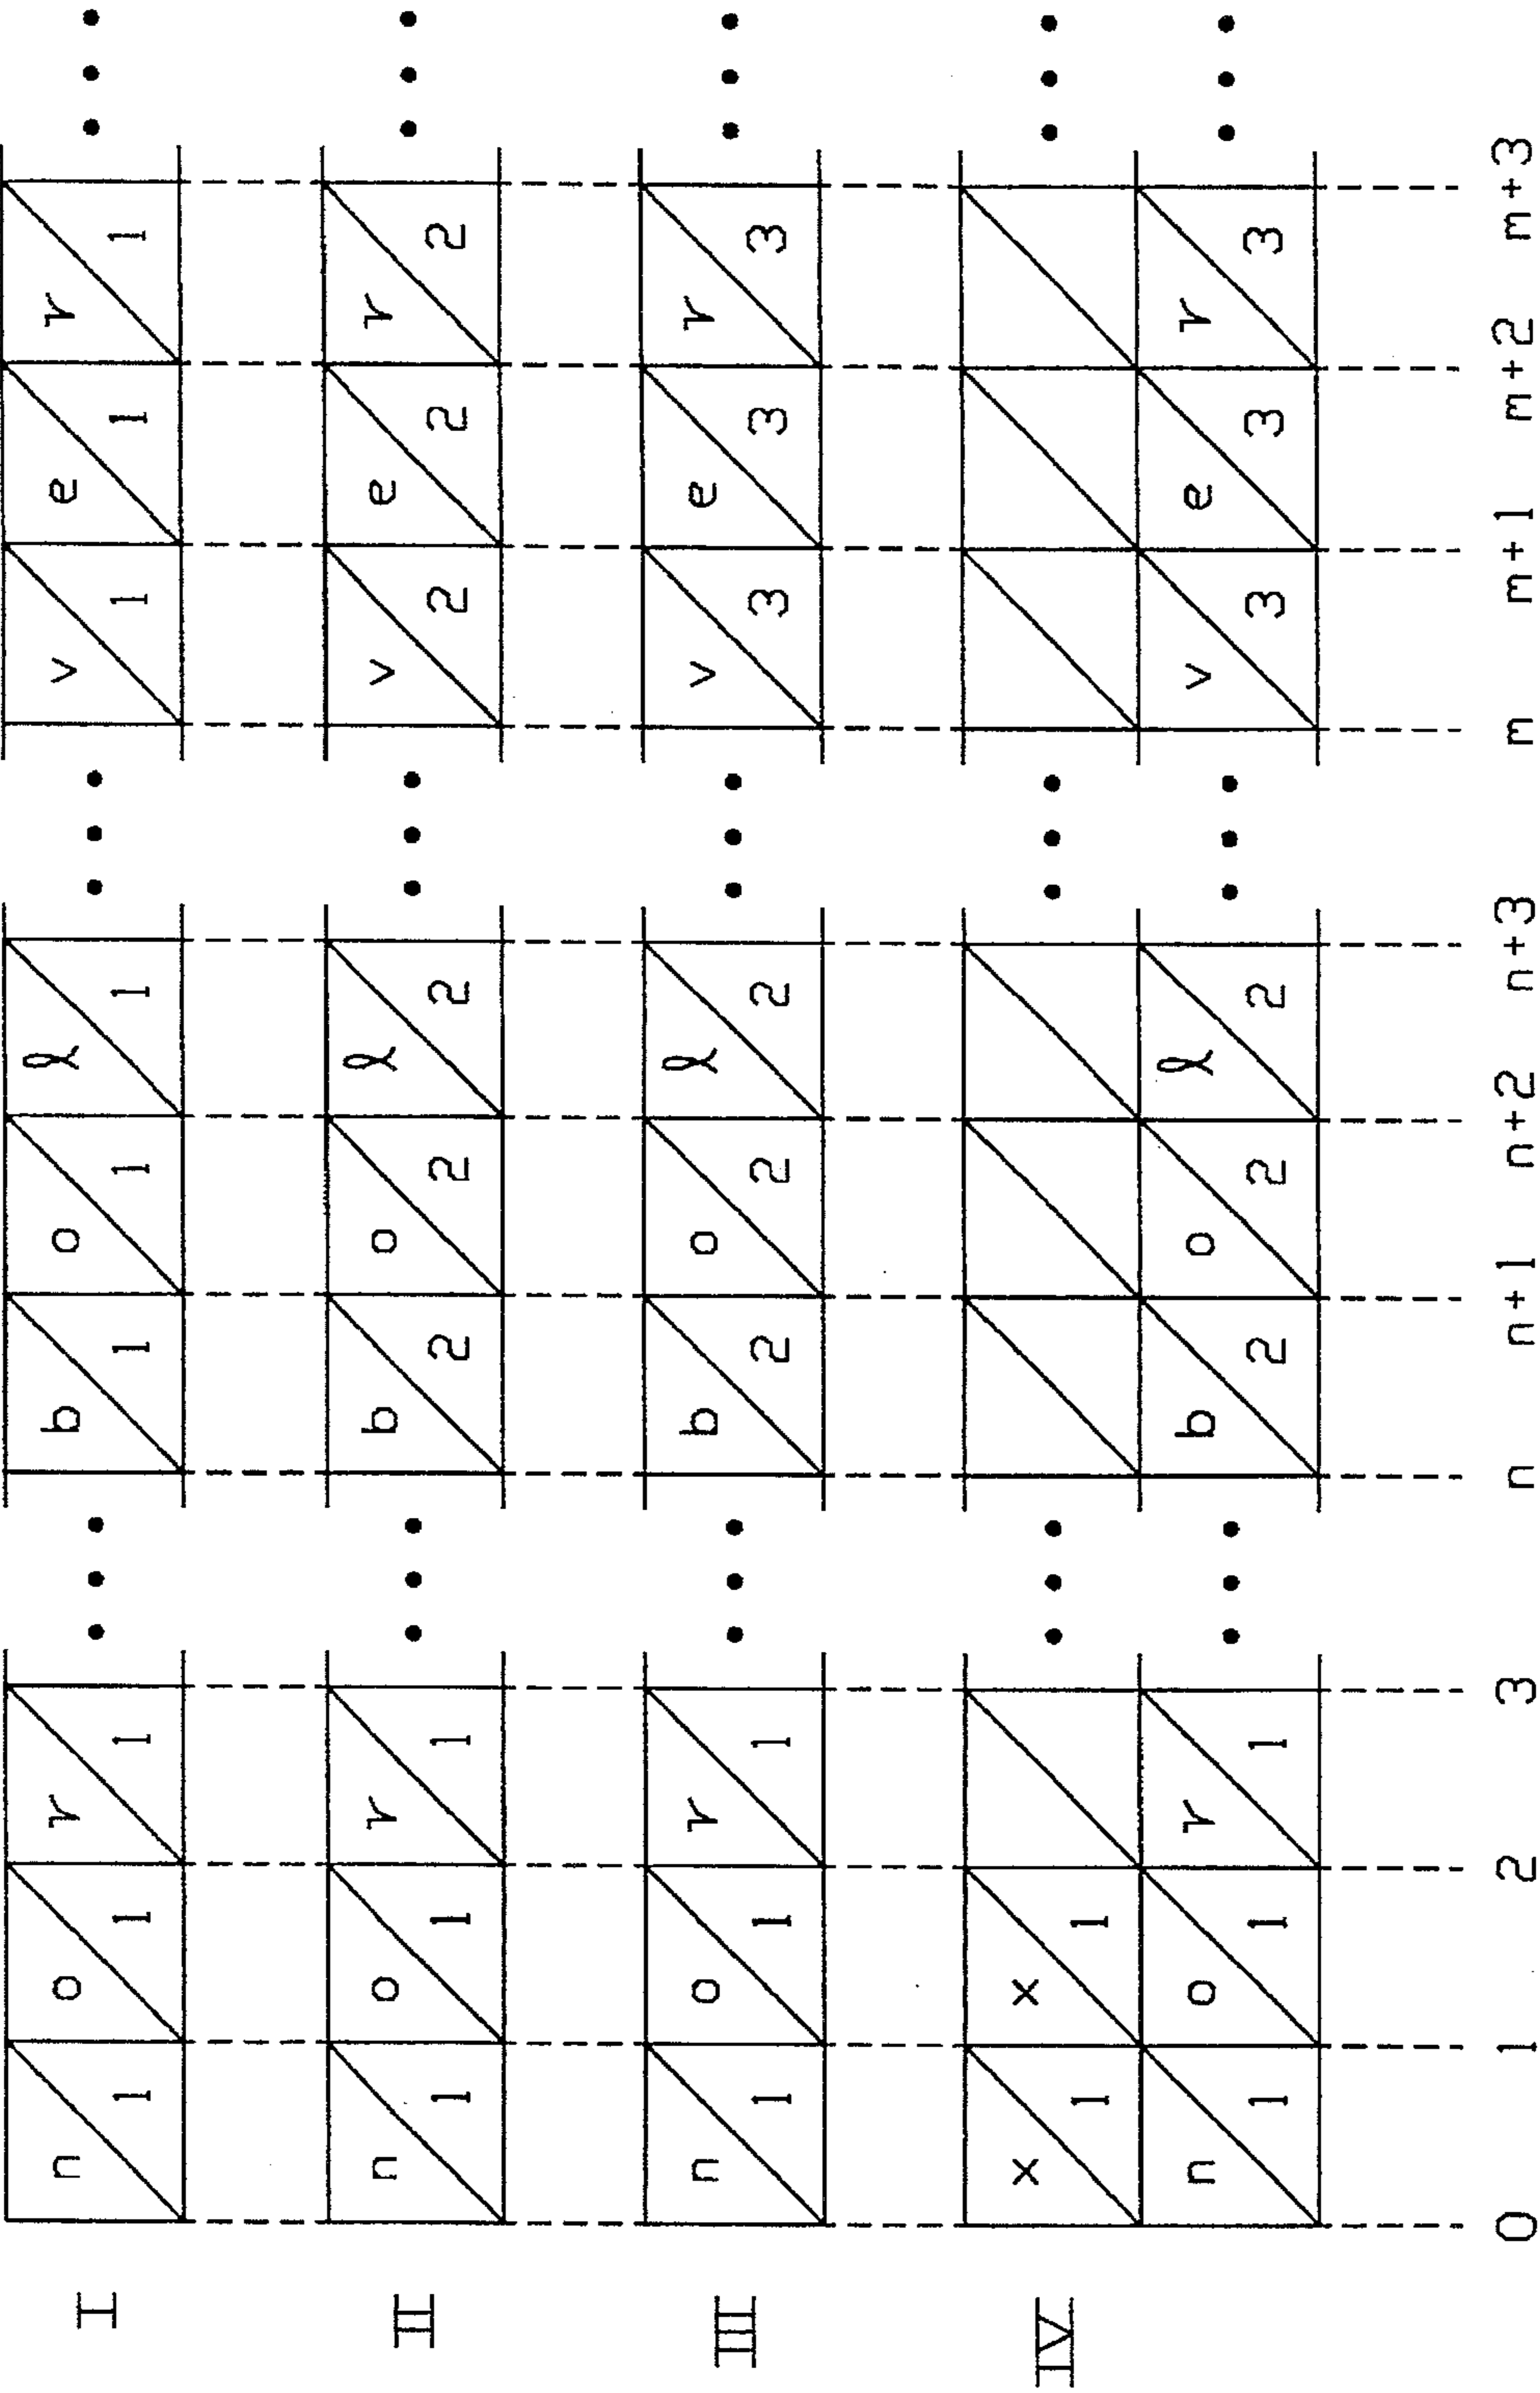 I n 1 o 1 r 1 • • • b 1 o 1 ℓ 1 • • • v 1 e 1 r 1 • • •
II n 1 o 1 r 1 • • • b 2 o 2 ℓ 2 • • • v 2 e 2 r 2 • • •
III n 1 o 1 r 1 • • • b 2 o 2 ℓ 2 • • • v 3 e 3 r 3 • • •
IV x 1 x 1 • • • • • • • • •
n 1 o 1 r 1 • • • b 2 o 2 ℓ 2 • • • v 3 e 3 r 3 • • •
0 1 2 3 n n+1 n+2 n+3 m m+1 m+2 m+3